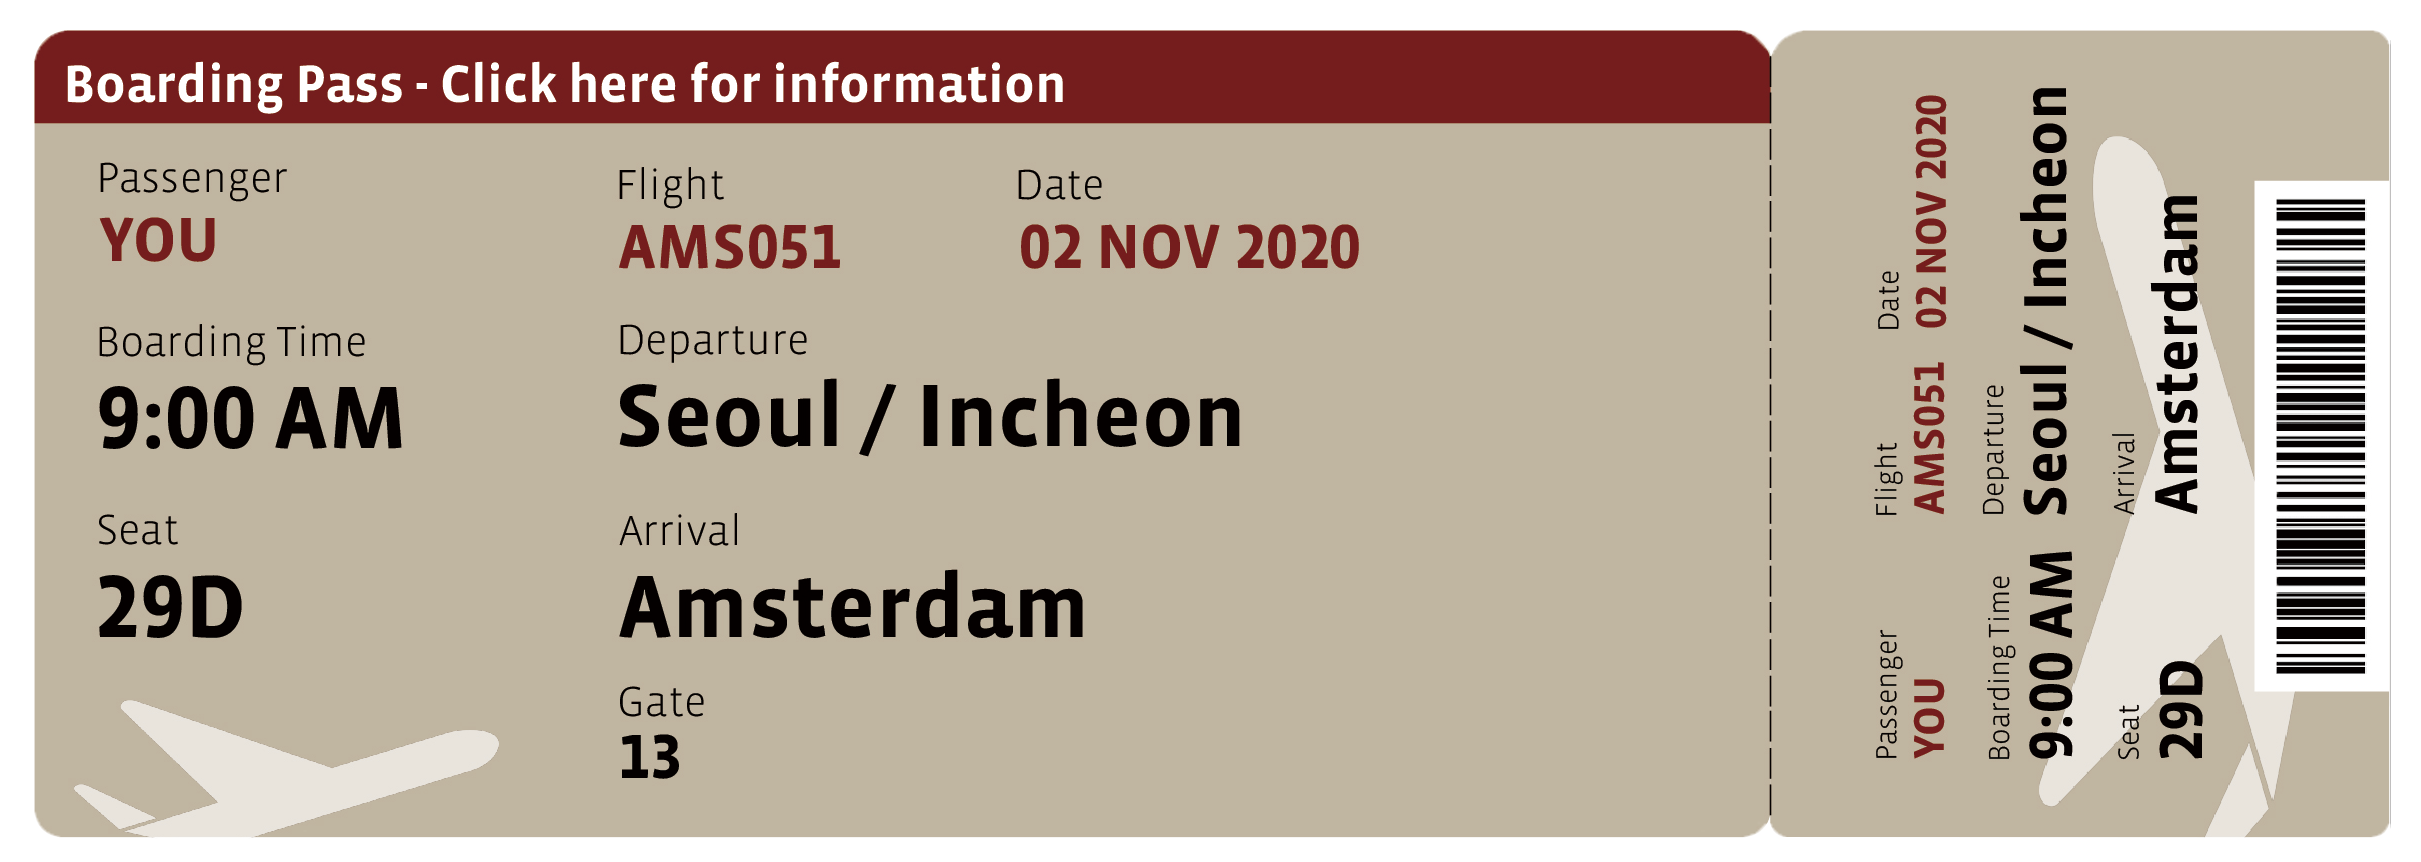 Boarding Pass - Click here for information
Passenger
YOU
Flight
AMS051
Date
02 NOV 2020
Boarding Time
9:00 AM
Departure
Seoul / Incheon
Seat
29D
Arrival
Amsterdam
Gate
13
Passenger
YOU
Flight
AMS051
Date
02 NOV 2020
Boarding Time
9:00 AM
Departure
Seoul / Incheon
Seat
29D
Arrival
Amsterdam